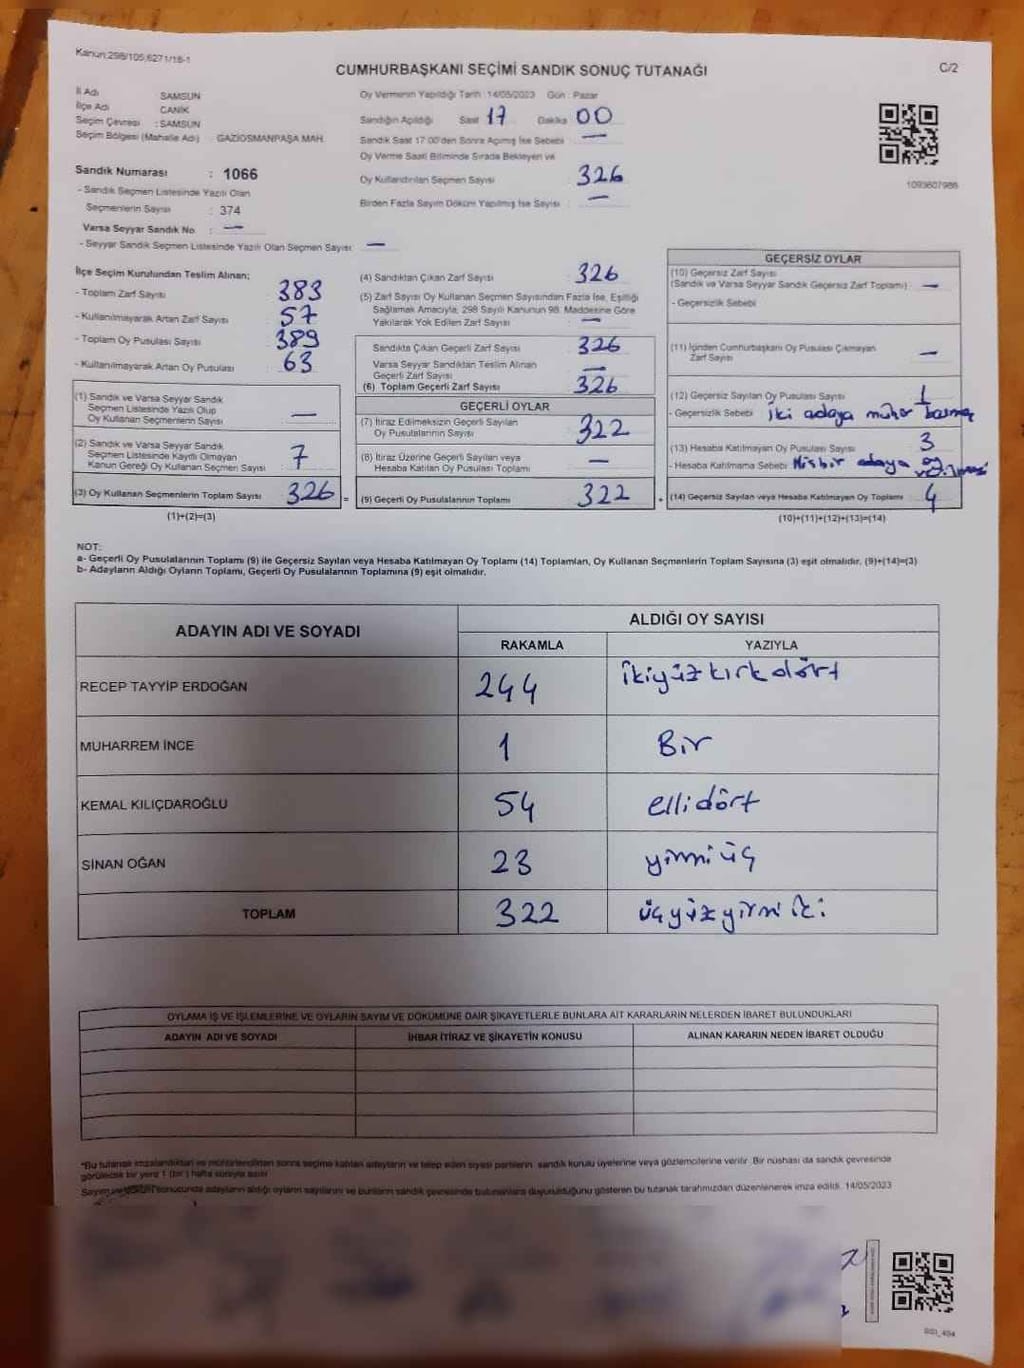 Kanun:298/105,6271/18-1
CUMHURBAŞKANI SEÇİMİ SANDIK SONUÇ TUTANAĞI
C/2
İl Adı SAMSUN
İlçe Adı CANİK
Seçim Çevresi : SAMSUN
Seçim Bölgesi (Mahalle Adı) : GAZİOSMANPAŞA MAH.
Oy Vermenin Yapıldığı Tarih : 14/05/2023 Gün : Pazar
Sandığın Açıldığı Saat 17 Dakika 00
Sandık Saat 17:00'den Sonra Açılmış İse Sebebi —
Oy Verme Saati Bitiminde Sırada Bekleyen ve
Oy Kullandırılan Seçmen Sayısı 326
Birden Fazla Sayım Döküm Yapılmış İse Sayısı —
1093607986
Sandık Numarası : 1066
- Sandık Seçmen Listesinde Yazılı Olan
Seçmenlerin Sayısı : 374
Varsa Seyyar Sandık No : —
- Seyyar Sandık Seçmen Listesinde Yazılı Olan Seçmen Sayısı: —
İlçe Seçim Kurulundan Teslim Alınan;
- Toplam Zarf Sayısı 383
- Kullanılmayarak Artan Zarf Sayısı 57
- Toplam Oy Pusulası Sayısı 389
- Kullanılmayarak Artan Oy Pusulası 63
(1) Sandık ve Varsa Seyyar Sandık
Seçmen Listesinde Yazılı Olup
Oy Kullanan Seçmenlerin Sayısı —
(2) Sandık ve Varsa Seyyar Sandık
Seçmen Listesinde Kayıtlı Olmayan
Kanun Gereği Oy Kullanan Seçmen Sayısı 7
(3) Oy Kullanan Seçmenlerin Toplam Sayısı 326 =
(1)+(2)=(3)
(4) Sandıktan Çıkan Zarf Sayısı 326
(5) Zarf Sayısı Oy Kullanan Seçmen Sayısından Fazla İse, Eşitliği
Sağlamak Amacıyla; 298 Sayılı Kanunun 98. Maddesine Göre
Yakılarak Yok Edilen Zarf Sayısı —
Sandıkta Çıkan Geçerli Zarf Sayısı 326
Varsa Seyyar Sandıktan Teslim Alınan
Geçerli Zarf Sayısı —
(6) Toplam Geçerli Zarf Sayısı 326
GEÇERLİ OYLAR
(7) İtiraz Edilmeksizin Geçerli Sayılan
Oy Pusulalarının Sayısı 322
(8) İtiraz Üzerine Geçerli Sayılan veya
Hesaba Katılan Oy Pusulası Toplamı —
(9) Geçerli Oy Pusulalarının Toplamı 322 +
GEÇERSİZ OYLAR
(10) Geçersiz Zarf Sayısı
(Sandık ve Varsa Seyyar Sandık Geçersiz Zarf Toplamı) —
- Geçersizlik Sebebi
(11) İçinden Cumhurbaşkanı Oy Pusulası Çıkmayan
Zarf Sayısı —
(12) Geçersiz Sayılan Oy Pusulası Sayısı 1
- Geçersizlik Sebebi iki adaya mühür basma
(13) Hesaba Katılmayan Oy Pusulası Sayısı 3
- Hesaba Katılmama Sebebi Hisbir adaya oy
(14) Geçersiz Sayılan veya Hesaba Katılmayan Oy Toplamı 4
(10)+(11)+(12)+(13)=(14)
NOT:
a- Geçerli Oy Pusulalarının Toplamı (9) ile Geçersiz Sayılan veya Hesaba Katılmayan Oy Toplamı (14) Toplamları, Oy Kullanan Seçmenlerin Toplam Sayısına (3) eşit olmalıdır. (9)+(14)=(3)
b- Adayların Aldığı Oyların Toplamı, Geçerli Oy Pusulalarının Toplamına (9) eşit olmalıdır.
ADAYIN ADI VE SOYADI
ALDIĞI OY SAYISI
RAKAMLA YAZIYLA
RECEP TAYYİP ERDOĞAN 244 ikiyüzkırkdört
MUHARREM İNCE 1 Bir
KEMAL KILIÇDAROĞLU 54 ellidört
SİNAN OĞAN 23 yirmiüç
TOPLAM 322 üçyüzyirmiiki
OYLAMA İŞ VE İŞLEMLERİNE VE OYLARIN SAYIM VE DÖKÜMÜNE DAİR ŞİKAYETLERLE BUNLARA AİT KARARLARIN NELERDEN İBARET BULUNDUKLARI
ADAYIN ADI VE SOYADI İHBAR İTİRAZ VE ŞİKAYETİN KONUSU ALINAN KARARIN NEDEN İBARET OLDUĞU
*Bu tutanak imzalandıktan ve mühürlendikten sonra seçime katılan adayların ve talep eden siyasi partilerin sandık kurulu üyelerine veya gözlemcilerine verilir. Bir nüshası da sandık çevresinde
görülecek bir yere 1 (bir) hafta süreyle asılır.
Sayım ve döküm sonucunda adayların aldığı oyların sayılarını ve bunların sandık çevresinde bulunanlara duyurulduğunu gösteren bu tutanak tarafımızdan düzenlenerek imza edildi. 14/05/2023